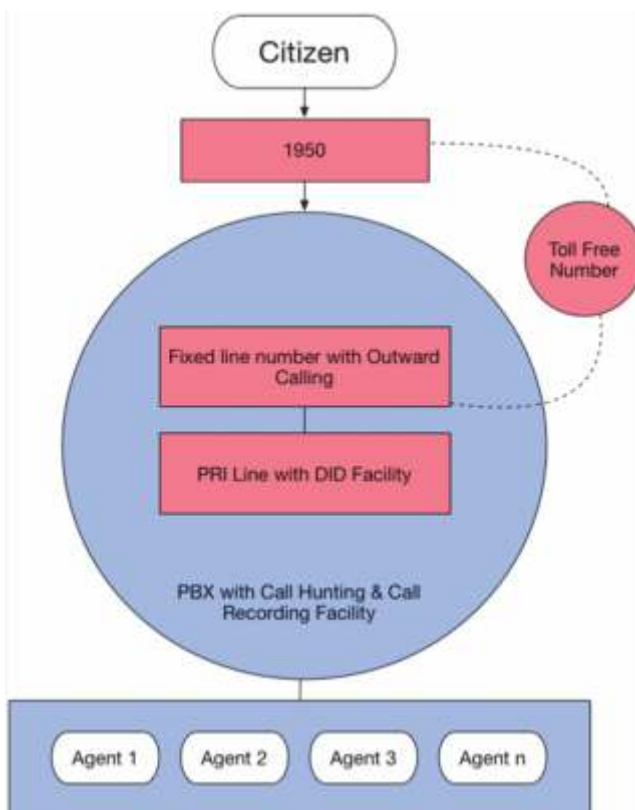 Citizen
1950
Toll Free
Number
Fixed line number with Outward
Calling
PRI Line with DID Facility
PBX with Call Hunting & Call
Recording Facility
Agent 1
Agent 2
Agent 3
Agent n